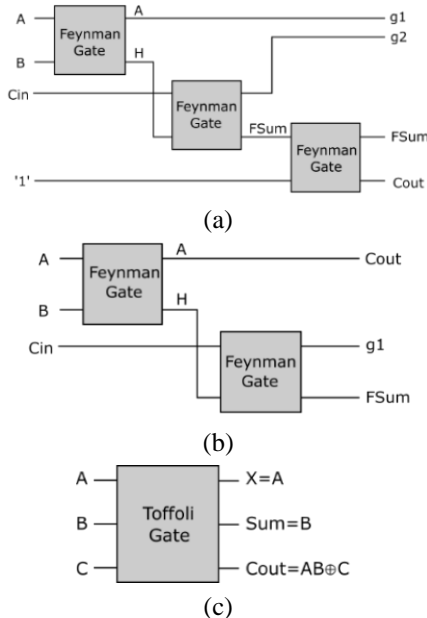 A
A
g1
g2
Feynman
Gate
B
H
Cin
Feynman
Gate
FSum
FSum
Feynman
Gate
'1'
Cout
(a)
A
A
Cout
Feynman
Gate
B
H
Cin
g1
Feynman
Gate
FSum
(b)
A
X=A
Toffoli
Gate
B
Sum=B
C
Cout=AB⊕C
(c)